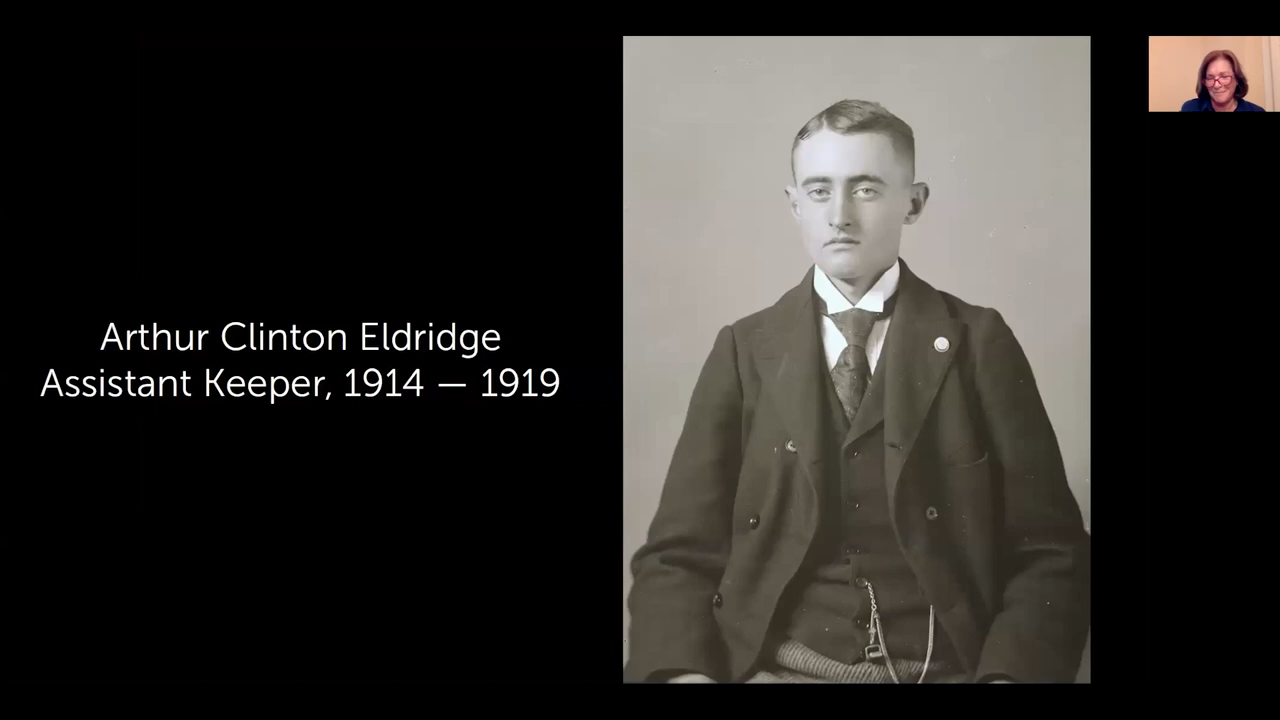 Arthur Clinton Eldridge
Assistant Keeper, 1914 — 1919